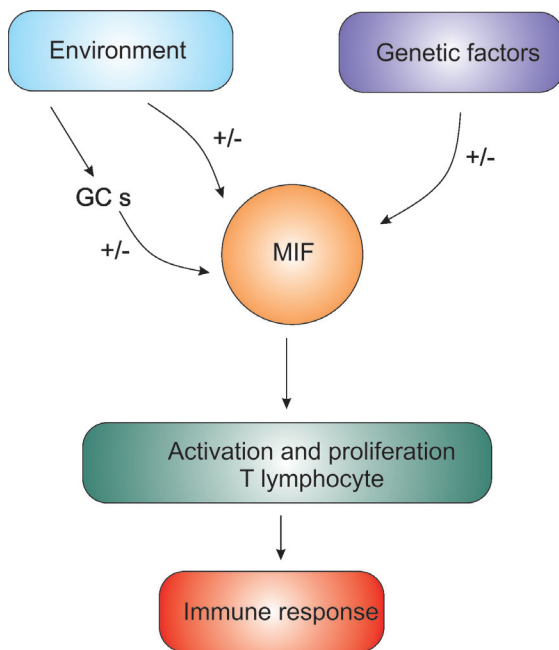 Environment
Genetic factors
+/-
+/-
GC s
+/-
MIF
Activation and proliferation
T lymphocyte
Immune response